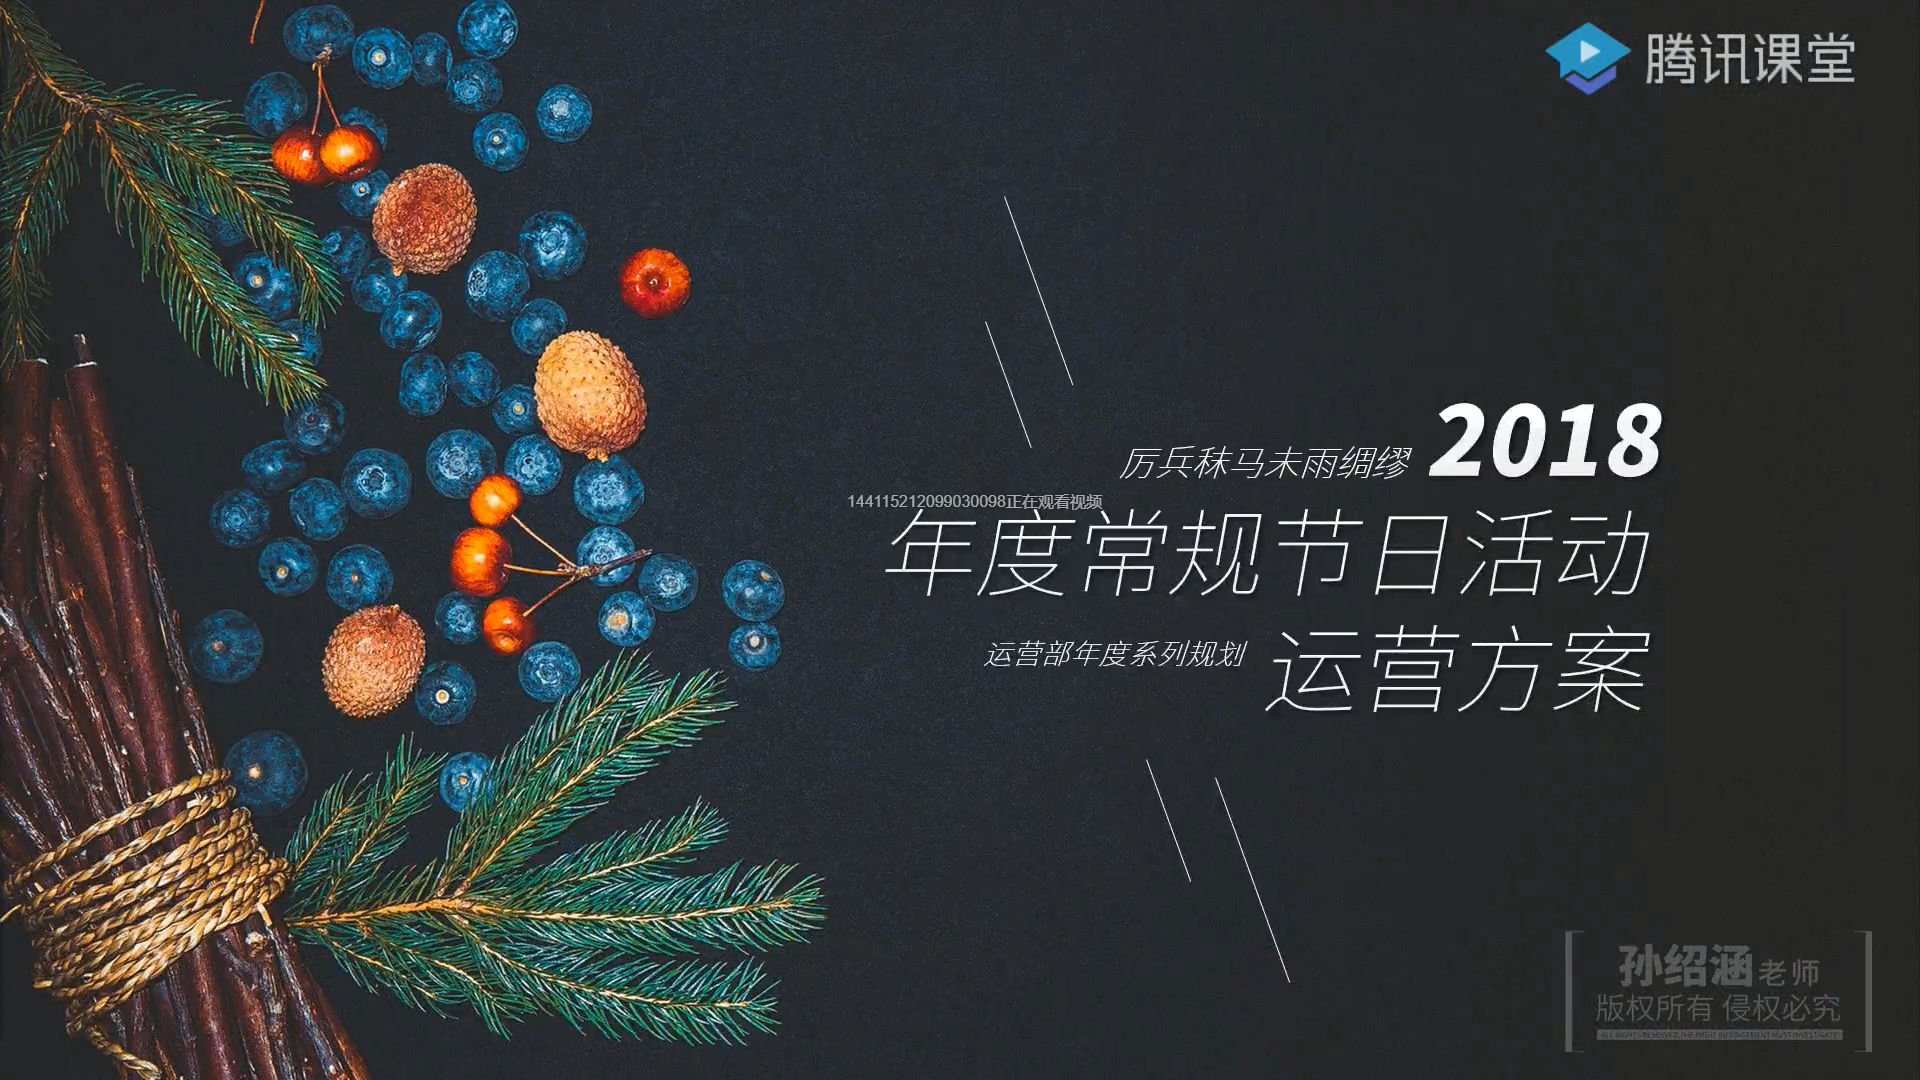 腾讯课堂
厉兵秣马未雨绸缪 2018
144115212099030098正在观看视频
年度常规节日活动
运营部年度系列规划 运营方案
孙绍涵老师
版权所有 侵权必究